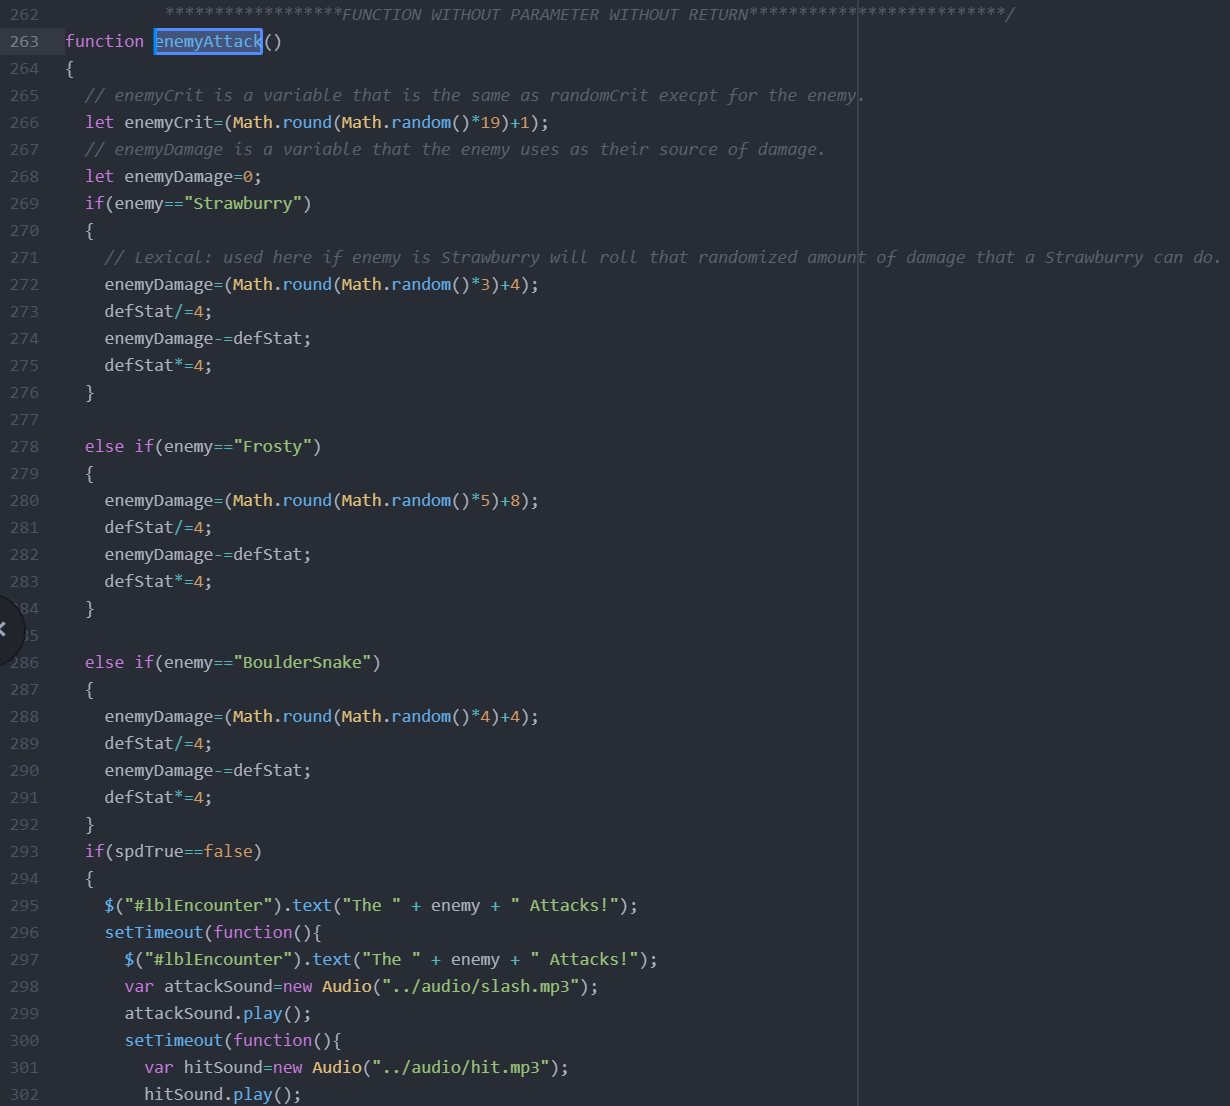 262 ******************FUNCTION WITHOUT PARAMETER WITHOUT RETURN**************************/
263 function enemyAttack()
264 {
265 // enemyCrit is a variable that is the same as randomCrit execpt for the enemy.
266 let enemyCrit=(Math.round(Math.random()*19)+1);
267 // enemyDamage is a variable that the enemy uses as their source of damage.
268 let enemyDamage=0;
269 if(enemy=="Strawburry")
270 {
271 // Lexical: used here if enemy is Strawburry will roll that randomized amount of damage that a Strawburry can do.
272 enemyDamage=(Math.round(Math.random()*3)+4);
273 defStat/=4;
274 enemyDamage-=defStat;
275 defStat*=4;
276 }
277
278 else if(enemy=="Frosty")
279 {
280 enemyDamage=(Math.round(Math.random()*5)+8);
281 defStat/=4;
282 enemyDamage-=defStat;
283 defStat*=4;
84 }
35
286 else if(enemy=="BoulderSnake")
287 {
288 enemyDamage=(Math.round(Math.random()*4)+4);
289 defStat/=4;
290 enemyDamage-=defStat;
291 defStat*=4;
292 }
293 if(spdTrue==false)
294 {
295 $("#lblEncounter").text("The " + enemy + " Attacks!");
296 setTimeout(function(){
297 $("#lblEncounter").text("The " + enemy + " Attacks!");
298 var attackSound=new Audio("../audio/slash.mp3");
299 attackSound.play();
300 setTimeout(function(){
301 var hitSound=new Audio("../audio/hit.mp3");
302 hitSound.play();